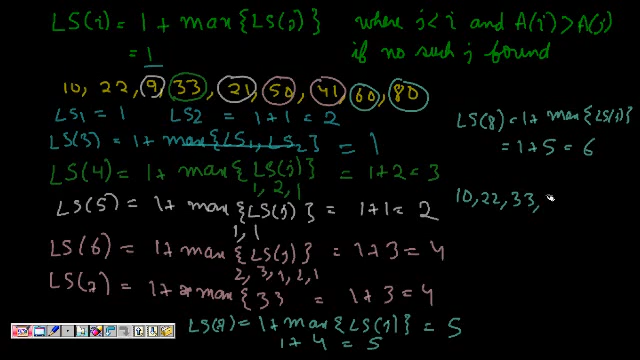 LS(i) = 1 + max{LS(j)} where j<i and A(i)>A(j)
= 1 if no such j found
10, 22, 9, 33, 21, 50, 41, 60, 80
LS1 = 1 LS2 = 1+1 = 2
LS(3) = 1+ max{LS1, LS2} = 1
LS(4) = 1+ max{LS(j)} = 1+2 = 3
1, 2, 1
LS(5) = 1+ max{LS(j)} = 1+1= 2
1, 1
LS(6) = 1+ max{LS(j)} = 1+3 = 4
2, 3, 1, 2, 1
LS(7) = 1+ max{33 = 1+3 = 4
LS(8) = 1+ max{LS(j)} = 5
1+4 = 5
LS(8) = 1+ max{LS(j)}
= 1+5 = 6
10, 22, 33,